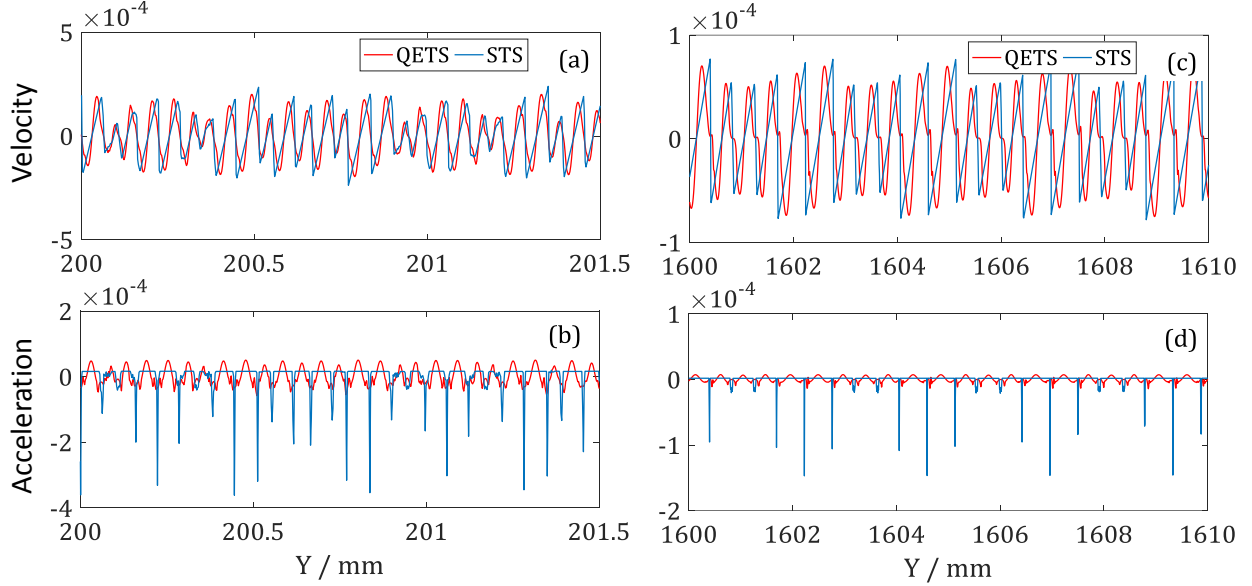 ×10⁻⁴
5
0
-5
Velocity
QETS STS
(a)
200 200.5 201 201.5
×10⁻⁴
1
0
-1
QETS STS
(c)
1600 1602 1604 1606 1608 1610
×10⁻⁴
2
0
-2
-4
Acceleration
(b)
200 200.5 201 201.5
Y / mm
×10⁻⁴
1
0
-1
-2
(d)
1600 1602 1604 1606 1608 1610
Y / mm